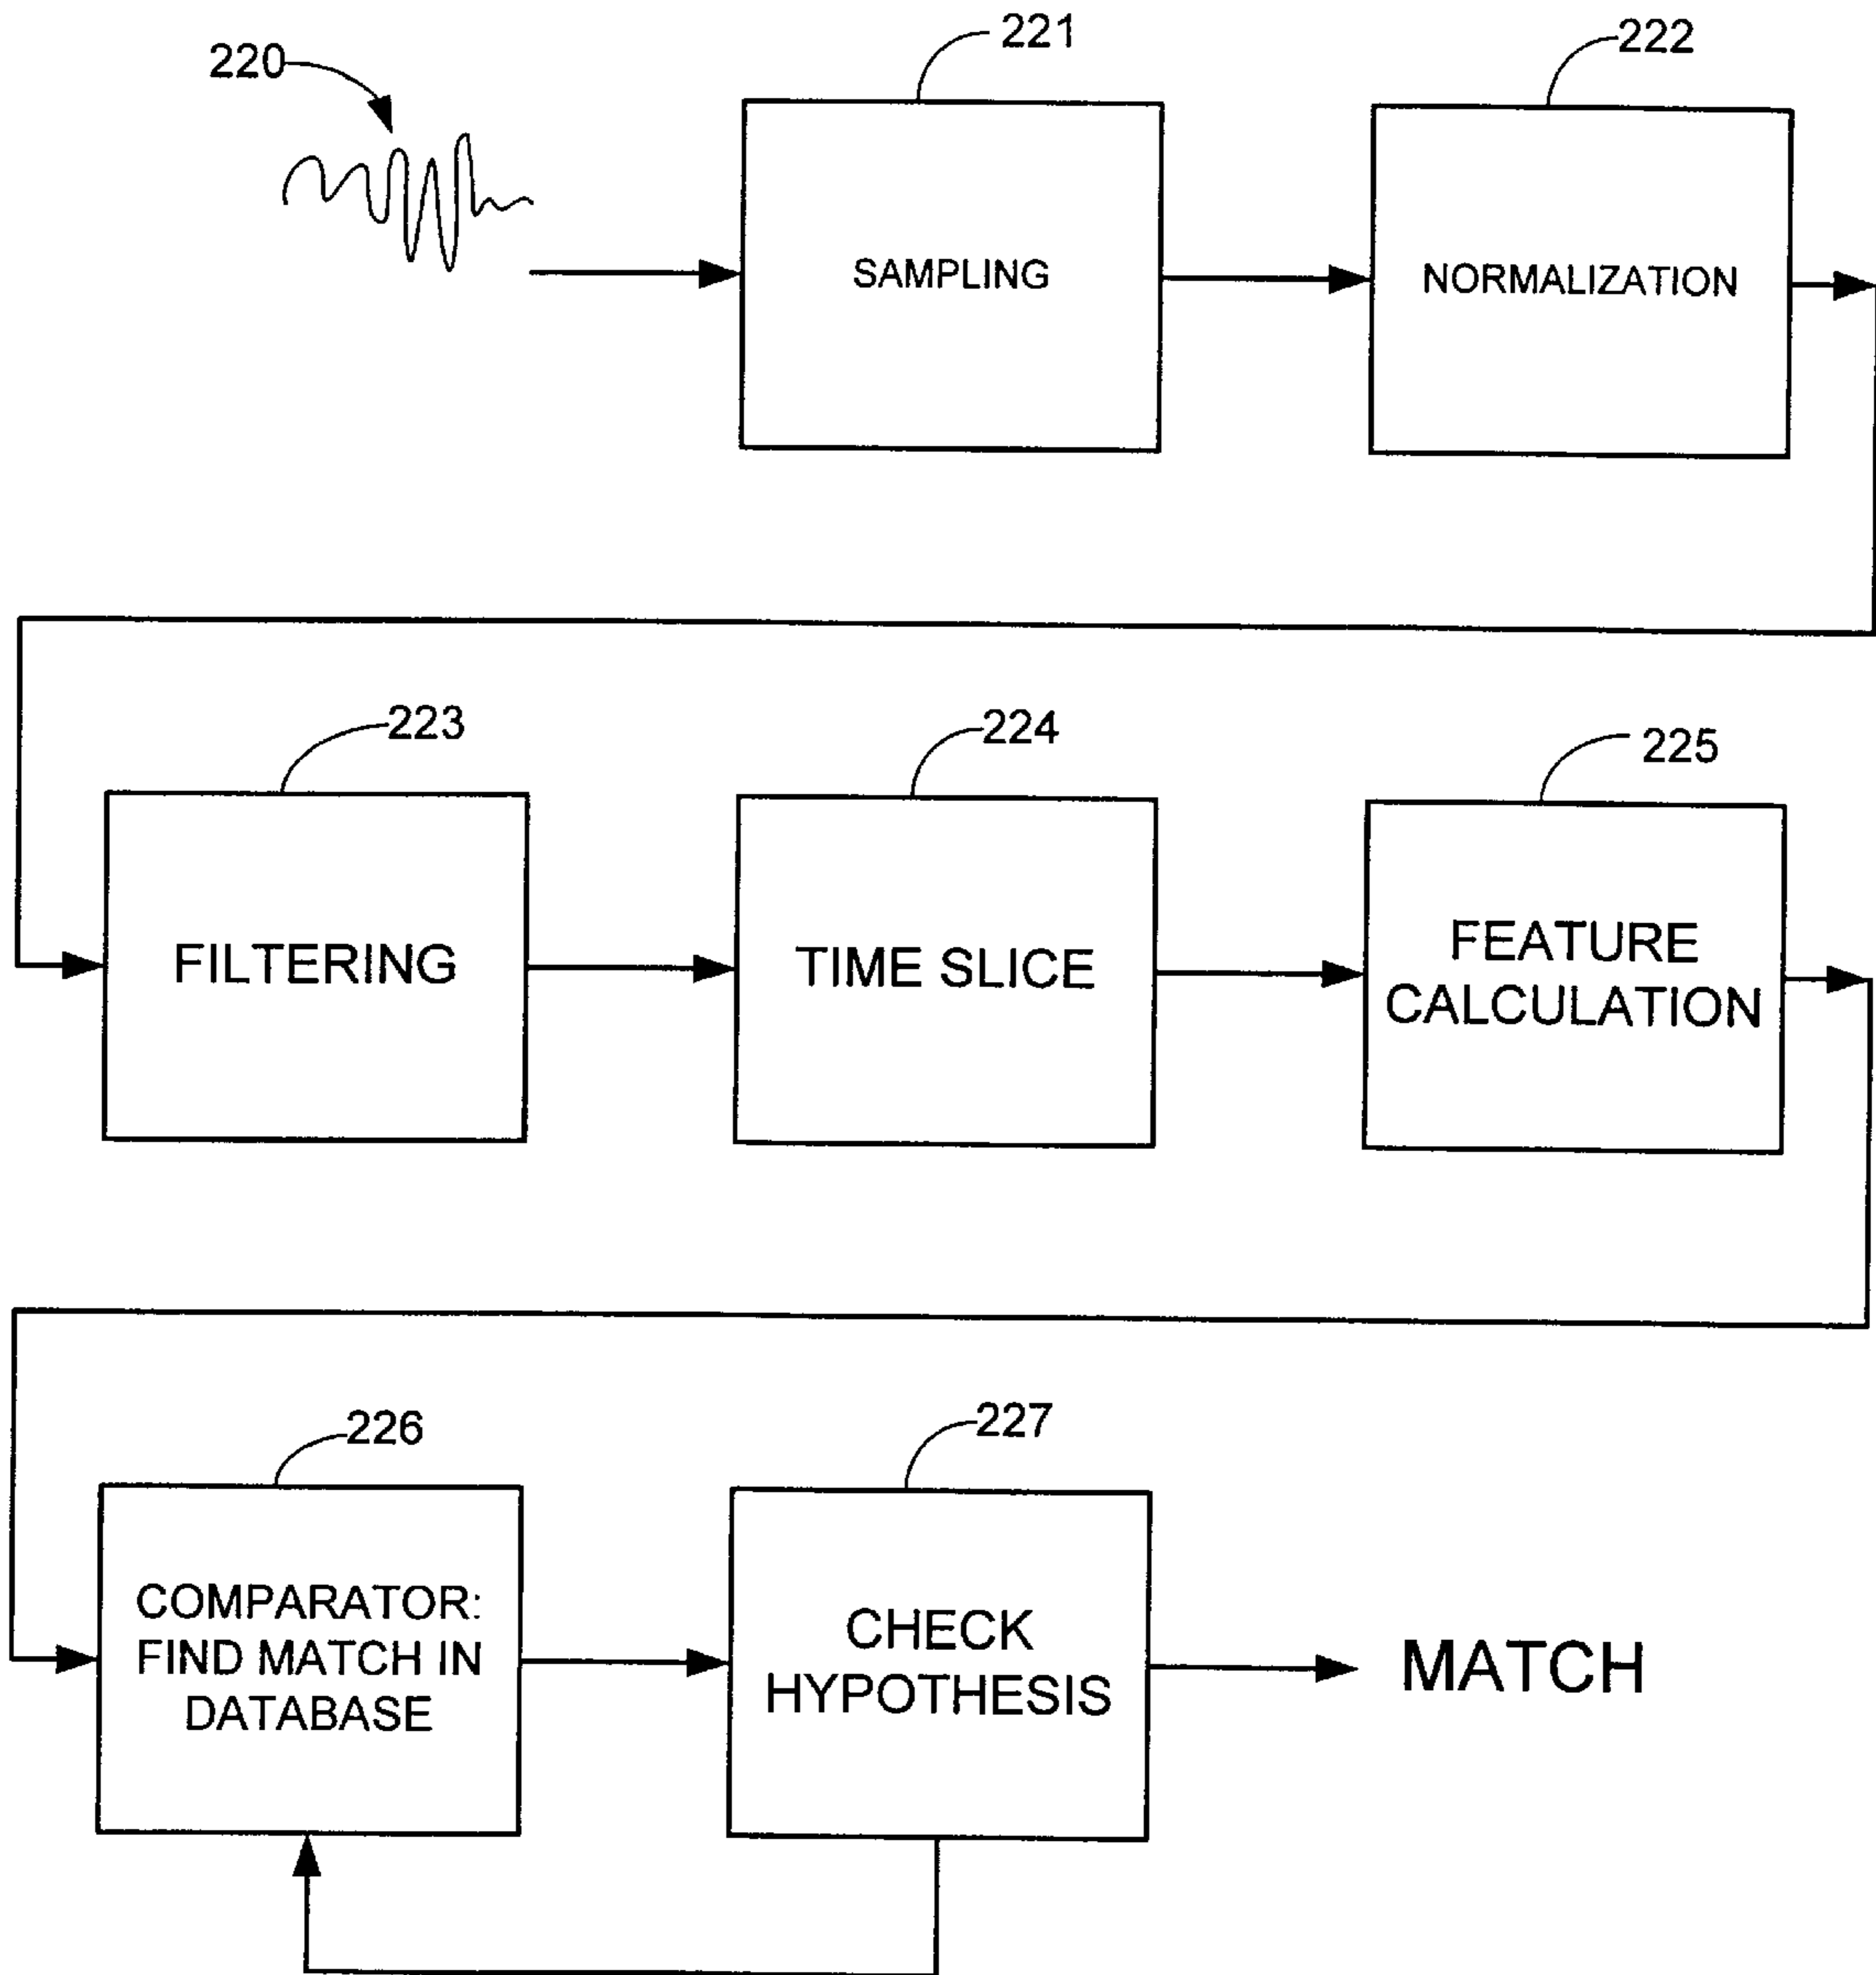 220
221
222
SAMPLING
NORMALIZATION
223
224
225
FILTERING
TIME SLICE
FEATURE
CALCULATION
226
227
COMPARATOR:
FIND MATCH IN
DATABASE
CHECK
HYPOTHESIS
MATCH